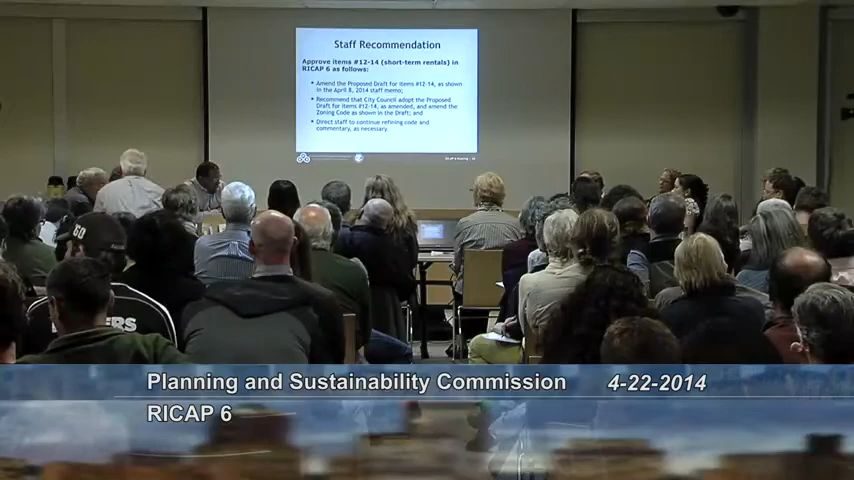 Staff Recommendation
Approve items #12-14 (short-term rentals) in
RICAP 6 as follows:
• Amend the Proposed Draft for items #12-14, as shown
in the April 8, 2014 staff memo;
• Recommend that City Council adopt the Proposed
Draft for items #12-14, as amended, and amend the
Zoning Code as shown in the Draft; and
• Direct staff to continue refining code and
commentary, as necessary.
60
ERS
Planning and Sustainability Commission 4-22-2014
RICAP 6